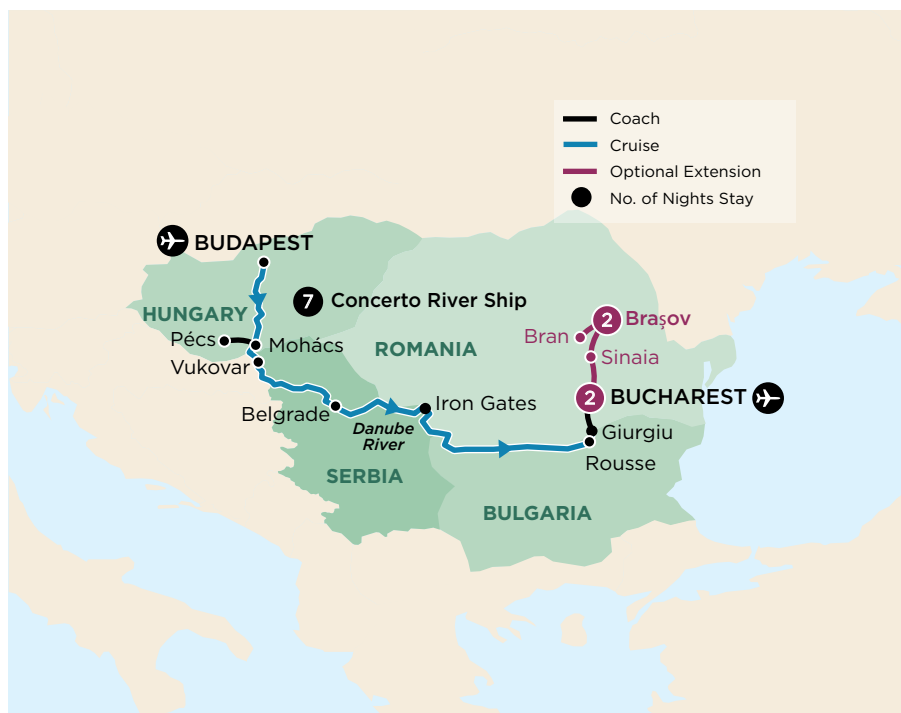 Coach
Cruise
Optional Extension
No. of Nights Stay
BUDAPEST
7 Concerto River Ship
HUNGARY
Pécs
Mohács
Vukovar
ROMANIA
2 Brașov
Bran
Sinaia
2 BUCHAREST
Belgrade
Iron Gates
Danube
River
Giurgiu
Rousse
SERBIA
BULGARIA